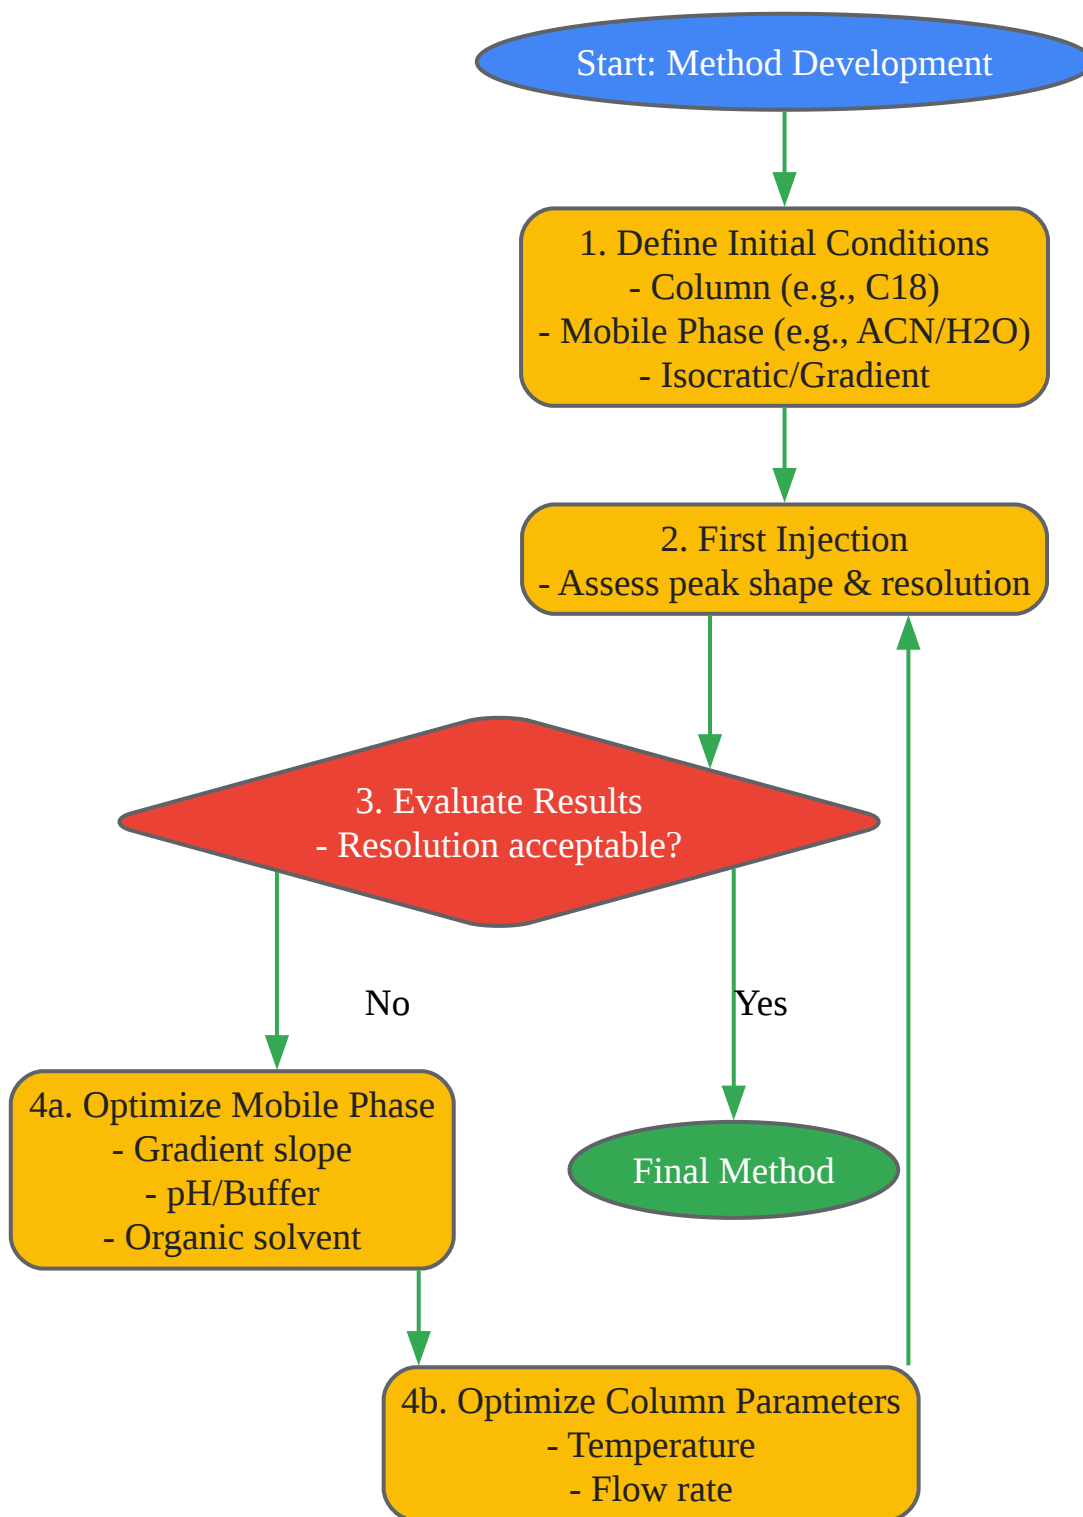 Start: Method Development
1. Define Initial Conditions
- Column (e.g., C18)
- Mobile Phase (e.g., ACN/H2O)
- Isocratic/Gradient
2. First Injection
- Assess peak shape & resolution
3. Evaluate Results
- Resolution acceptable?
No
Yes
4a. Optimize Mobile Phase
- Gradient slope
- pH/Buffer
- Organic solvent
Final Method
4b. Optimize Column Parameters
- Temperature
- Flow rate